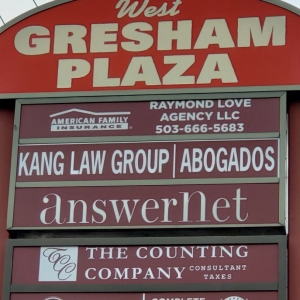 West
GRESHAM
PLAZA
AMERICAN FAMILY
INSURANCE
RAYMOND LOVE
AGENCY LLC
503-666-5683
KANG LAW GROUP | ABOGADOS
answernet
TCC
THE COUNTING
COMPANY CONSULTANT
TAXES
COMPLETE